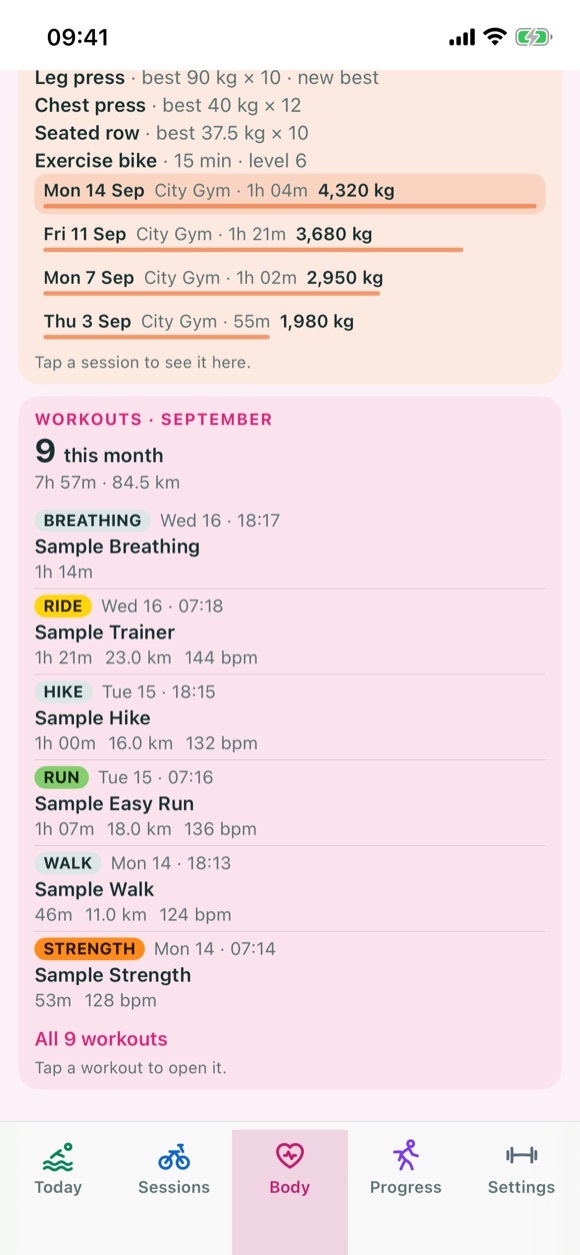 09:41
Leg press · best 90 kg × 10 · new best
Chest press · best 40 kg × 12
Seated row · best 37.5 kg × 10
Exercise bike · 15 min · level 6
Mon 14 Sep City Gym · 1h 04m 4,320 kg
Fri 11 Sep City Gym · 1h 21m 3,680 kg
Mon 7 Sep City Gym · 1h 02m 2,950 kg
Thu 3 Sep City Gym · 55m 1,980 kg
Tap a session to see it here.
WORKOUTS · SEPTEMBER
9 this month
7h 57m · 84.5 km
BREATHING Wed 16 · 18:17
Sample Breathing
1h 14m
RIDE Wed 16 · 07:18
Sample Trainer
1h 21m 23.0 km 144 bpm
HIKE Tue 15 · 18:15
Sample Hike
1h 00m 16.0 km 132 bpm
RUN Tue 15 · 07:16
Sample Easy Run
1h 07m 18.0 km 136 bpm
WALK Mon 14 · 18:13
Sample Walk
46m 11.0 km 124 bpm
STRENGTH Mon 14 · 07:14
Sample Strength
53m 128 bpm
All 9 workouts
Tap a workout to open it.
Today Sessions Body Progress Settings